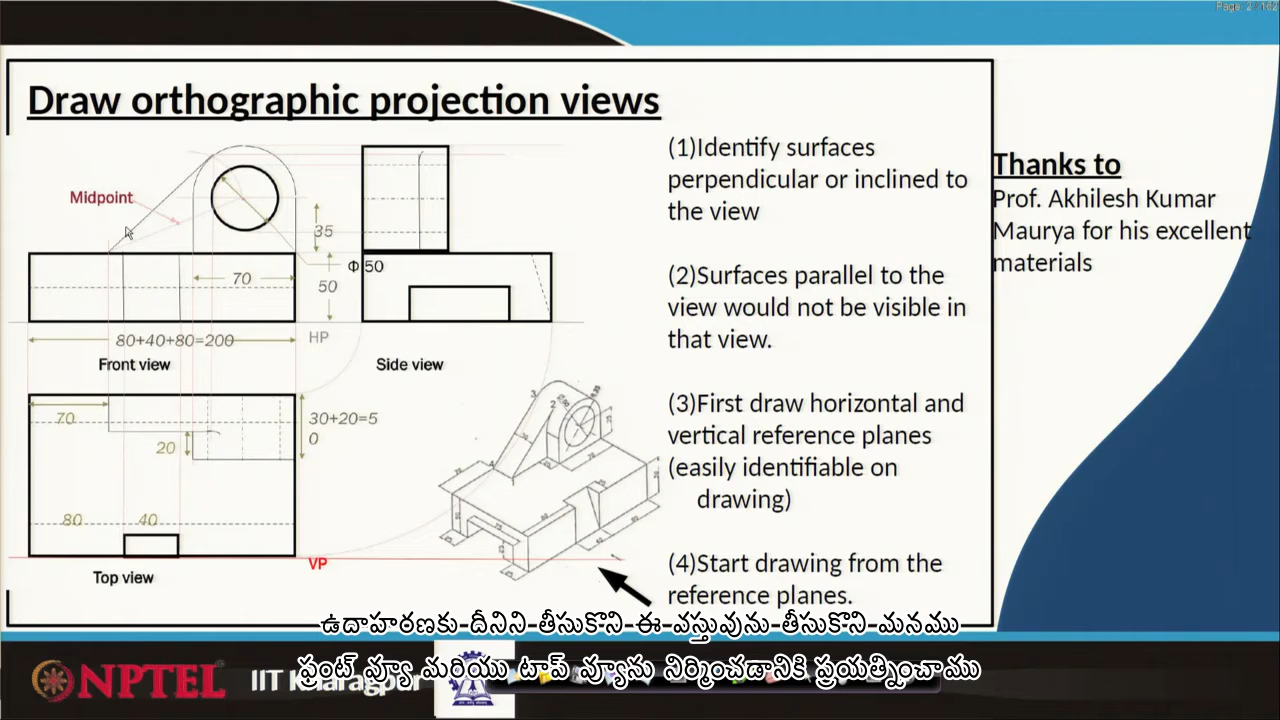 Page 2 / 162
Draw orthographic projection views
Midpoint
35
Φ 50
70
50
80+40+80=200
HP
Front view
Side view
70
30+20=5
0
20
80
40
VP
Top view
(1)Identify surfaces
perpendicular or inclined to
the view
(2)Surfaces parallel to the
view would not be visible in
that view.
(3)First draw horizontal and
vertical reference planes
(easily identifiable on
drawing)
(4)Start drawing from the
reference planes.
Thanks to
Prof. Akhilesh Kumar
Maurya for his excellent
materials
ఉదాహరణకు దీనిని తీసుకొని ఈ వస్తువును తీసుకొని మనము
ఫ్రంట్ వ్యూ మరియు టాప్ వ్యూను నిర్మించడానికి ప్రయత్నించాము
NPTEL
IIT Kharagpur